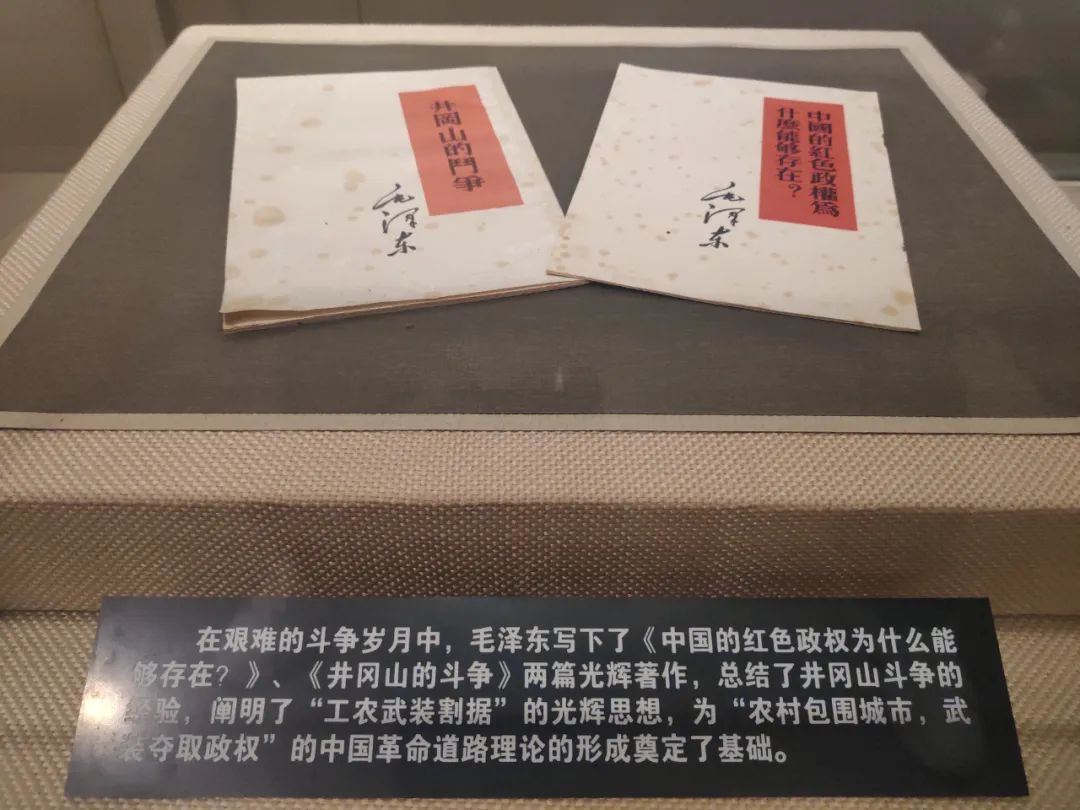 井岡山的鬥爭
毛泽东
中國的紅色政權爲
什麽能够存在?
毛泽东
在艰难的斗争岁月中，毛泽东写下了《中国的红色政权为什么能
够存在？》、《井冈山的斗争》两篇光辉著作，总结了井冈山斗争的
经验，阐明了“工农武装割据”的光辉思想，为“农村包围城市，武
装夺取政权”的中国革命道路理论的形成奠定了基础。